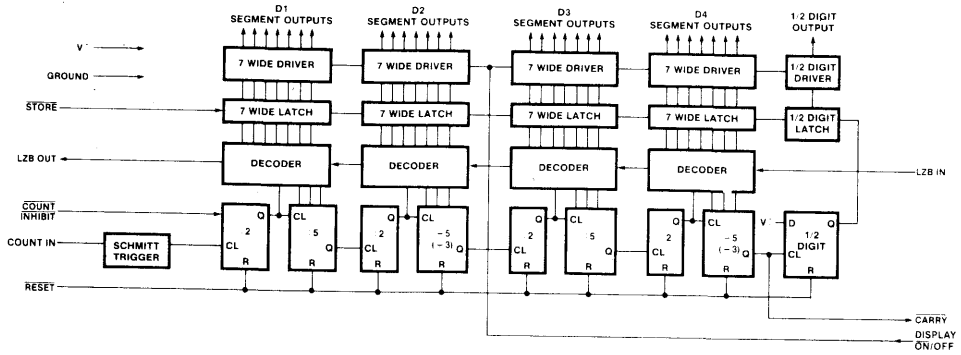 D1
SEGMENT OUTPUTS
D2
SEGMENT OUTPUTS
D3
SEGMENT OUTPUTS
D4
SEGMENT OUTPUTS
1/2 DIGIT
OUTPUT
V
7 WIDE DRIVER
7 WIDE DRIVER
7 WIDE DRIVER
7 WIDE DRIVER
1/2 DIGIT
DRIVER
GROUND
STORE
7 WIDE LATCH
7 WIDE LATCH
7 WIDE LATCH
7 WIDE LATCH
1/2 DIGIT
LATCH
LZB OUT
DECODER
DECODER
DECODER
DECODER
LZB IN
COUNT
INHIBIT
COUNT IN
SCHMITT
TRIGGER
Q
2
CL
R
CL
5
Q
R
Q
2
CL
R
CL
-5
(-3)
Q
R
Q
2
CL
R
CL
5
Q
R
Q
2
CL
R
CL
-5
(-3)
Q
R
V
D
Q
1/2
DIGIT
CL
R
RESET
CARRY
DISPLAY
ON/OFF